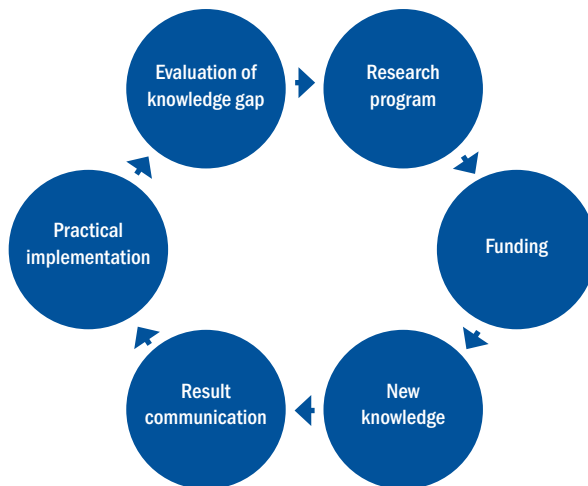 Evaluation of
knowledge gap
Research
program
Funding
New
knowledge
Result
communication
Practical
implementation